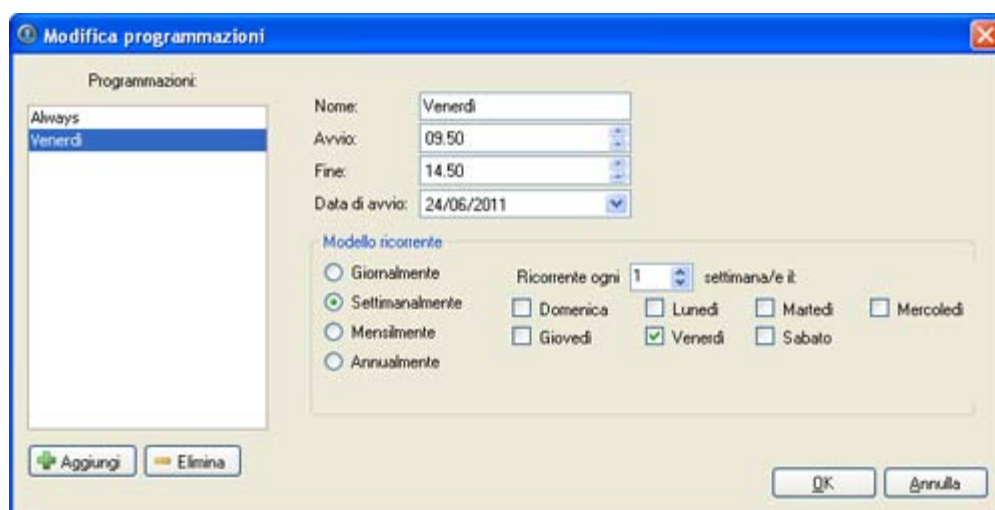 Modifica programmazioni
Programmazioni:
Always
Venerdì
Nome: Venerdì
Avvio: 09.50
Fine: 14.50
Data di avvio: 24/06/2011
Modello ricorrente
Giornalmente
Settimanalmente
Mensilmente
Annualmente
Ricorrente ogni 1 settimana/e il:
Domenica Lunedì Martedì Mercoledì
Giovedì Venerdì Sabato
Aggiungi Elimina
OK Annulla